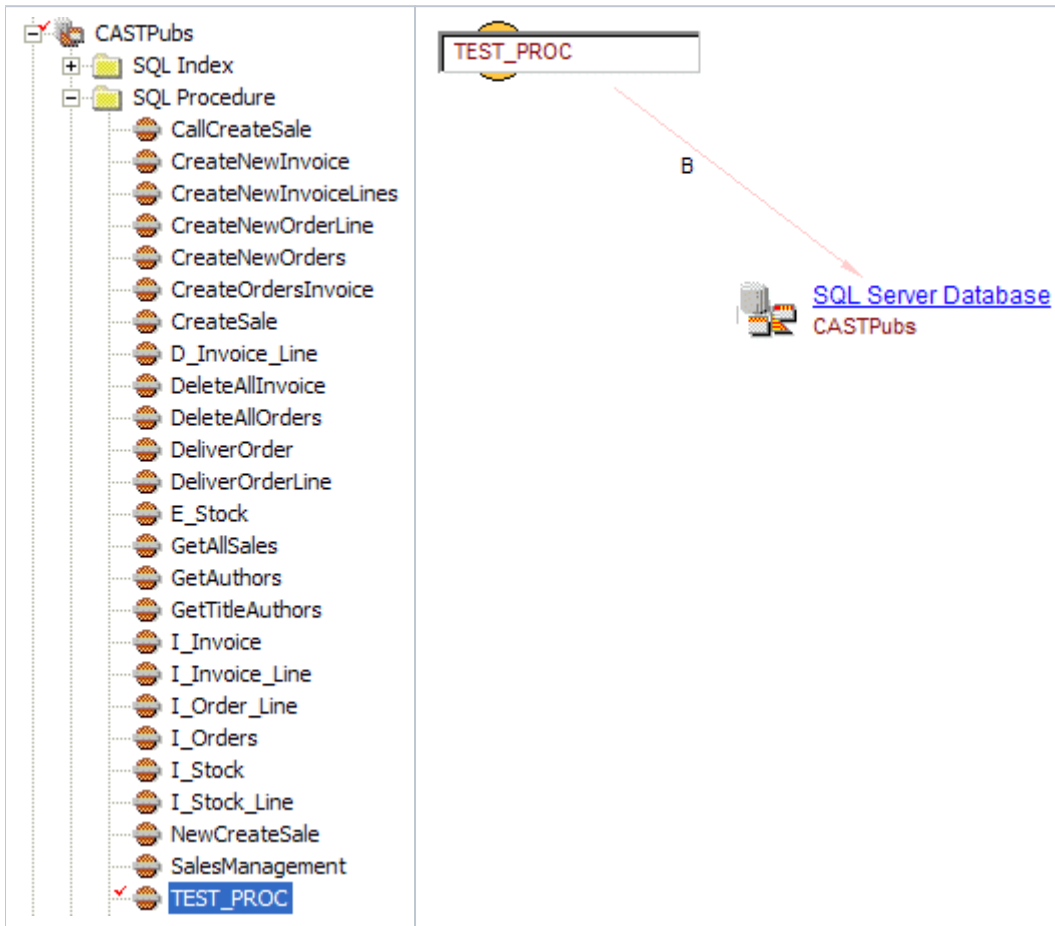 CASTPubs
SQL Index
SQL Procedure
CallCreateSale
CreateNewInvoice
CreateNewInvoiceLines
CreateNewOrderLine
CreateNewOrders
CreateOrdersInvoice
CreateSale
D_Invoice_Line
DeleteAllInvoice
DeleteAllOrders
DeliverOrder
DeliverOrderLine
E_Stock
GetAllSales
GetAuthors
GetTitleAuthors
I_Invoice
I_Invoice_Line
I_Order_Line
I_Orders
I_Stock
I_Stock_Line
NewCreateSale
SalesManagement
TEST_PROC
TEST_PROC
B
SQL Server Database
CASTPubs